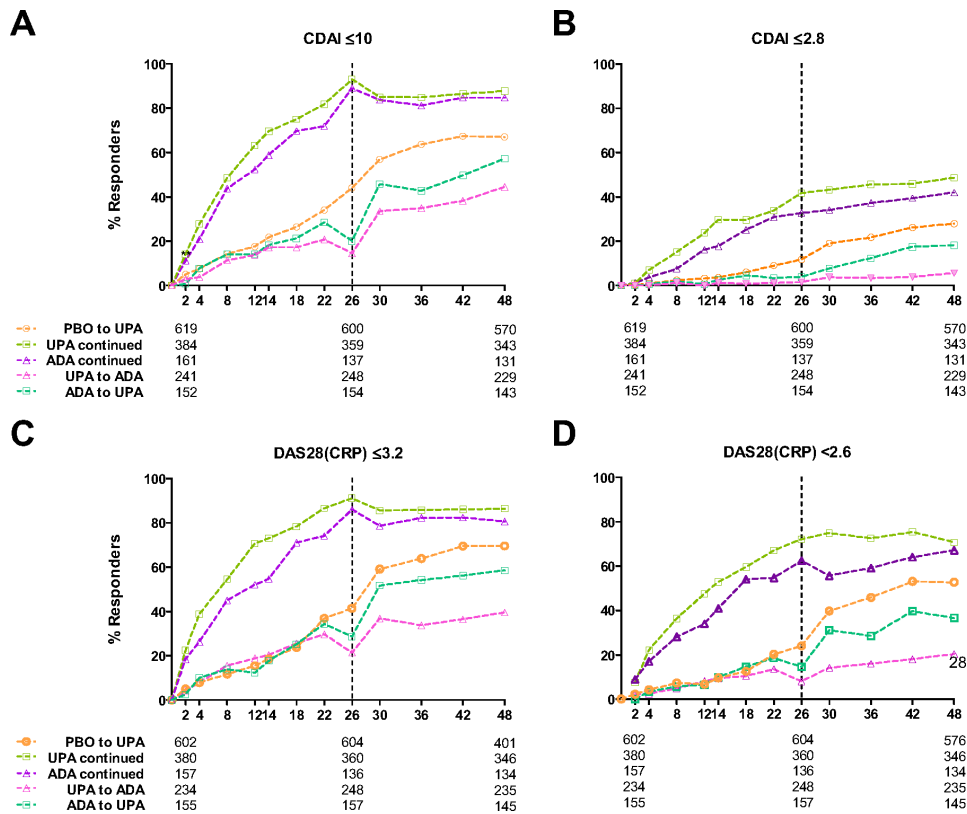 A
B
CDAI ≤10
CDAI ≤2.8
100
80
60
40
20
0
% Responders
2 4 8 12 14 18 22 26 30 36 42 48
100
80
60
40
20
0
2 4 8 12 14 18 22 26 30 36 42 48
PBO to UPA 619 600 570
UPA continued 384 359 343
ADA continued 161 137 131
UPA to ADA 241 248 229
ADA to UPA 152 154 143
619 600 570
384 359 343
161 137 131
241 248 229
152 154 143
C
D
DAS28(CRP) ≤3.2
DAS28(CRP) <2.6
100
80
60
40
20
0
% Responders
2 4 8 12 14 18 22 26 30 36 42 48
100
80
60
40
20
0
28
2 4 8 12 14 18 22 26 30 36 42 48
PBO to UPA 602 604 401
UPA continued 380 360 346
ADA continued 157 136 134
UPA to ADA 234 248 235
ADA to UPA 155 157 145
602 604 576
380 360 346
157 136 134
234 248 235
155 157 145